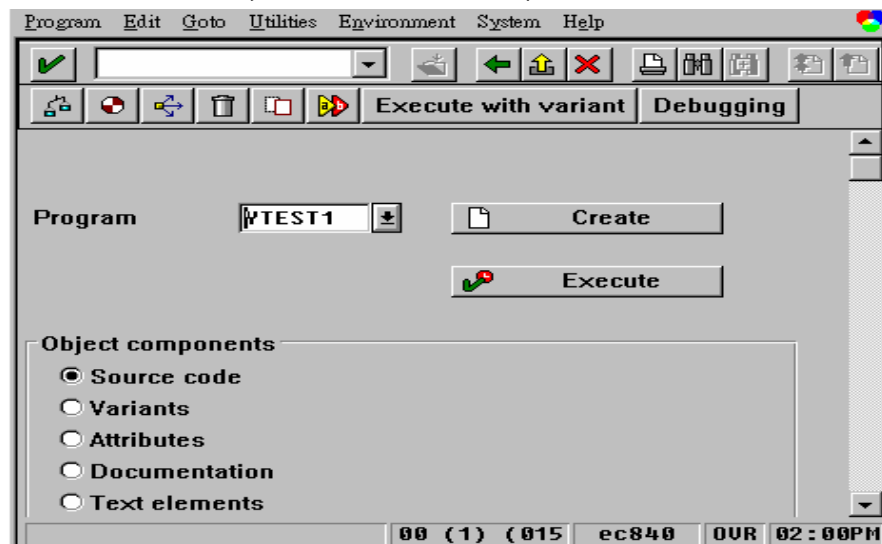 Program Edit Goto Utilities Environment System Help
Execute with variant Debugging
Program YTEST1 Create
Execute
Object components
Source code
Variants
Attributes
Documentation
Text elements
00 (1) (015 ec840 OVR 02:00PM